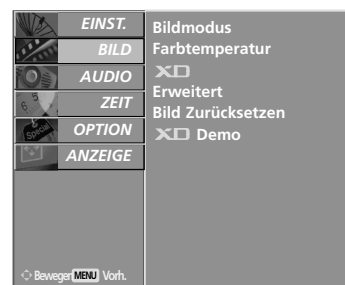 EINST.
BILD
AUDIO
ZEIT
OPTION
ANZEIGE
Bildmodus
Farbtemperatur
XD
Erweitert
Bild Zurücksetzen
XD Demo
Bewegen MENU Vorh.